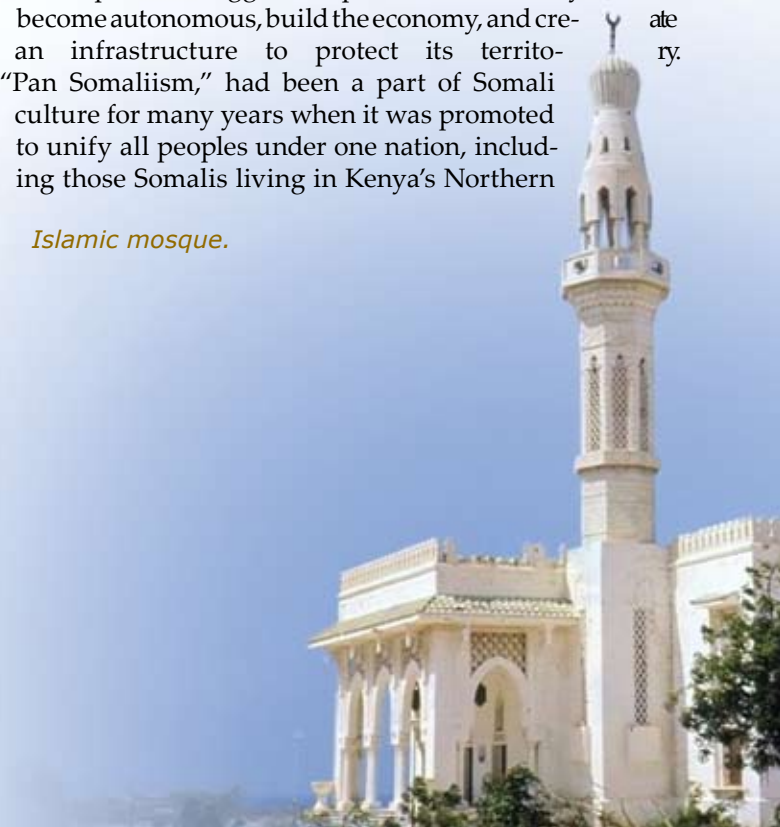 become autonomous, build the economy, and cre- ate
an infrastructure to protect its territo- ry.
“Pan Somaliism,” had been a part of Somali
culture for many years when it was promoted
to unify all peoples under one nation, includ-
ing those Somalis living in Kenya’s Northern
Islamic mosque.